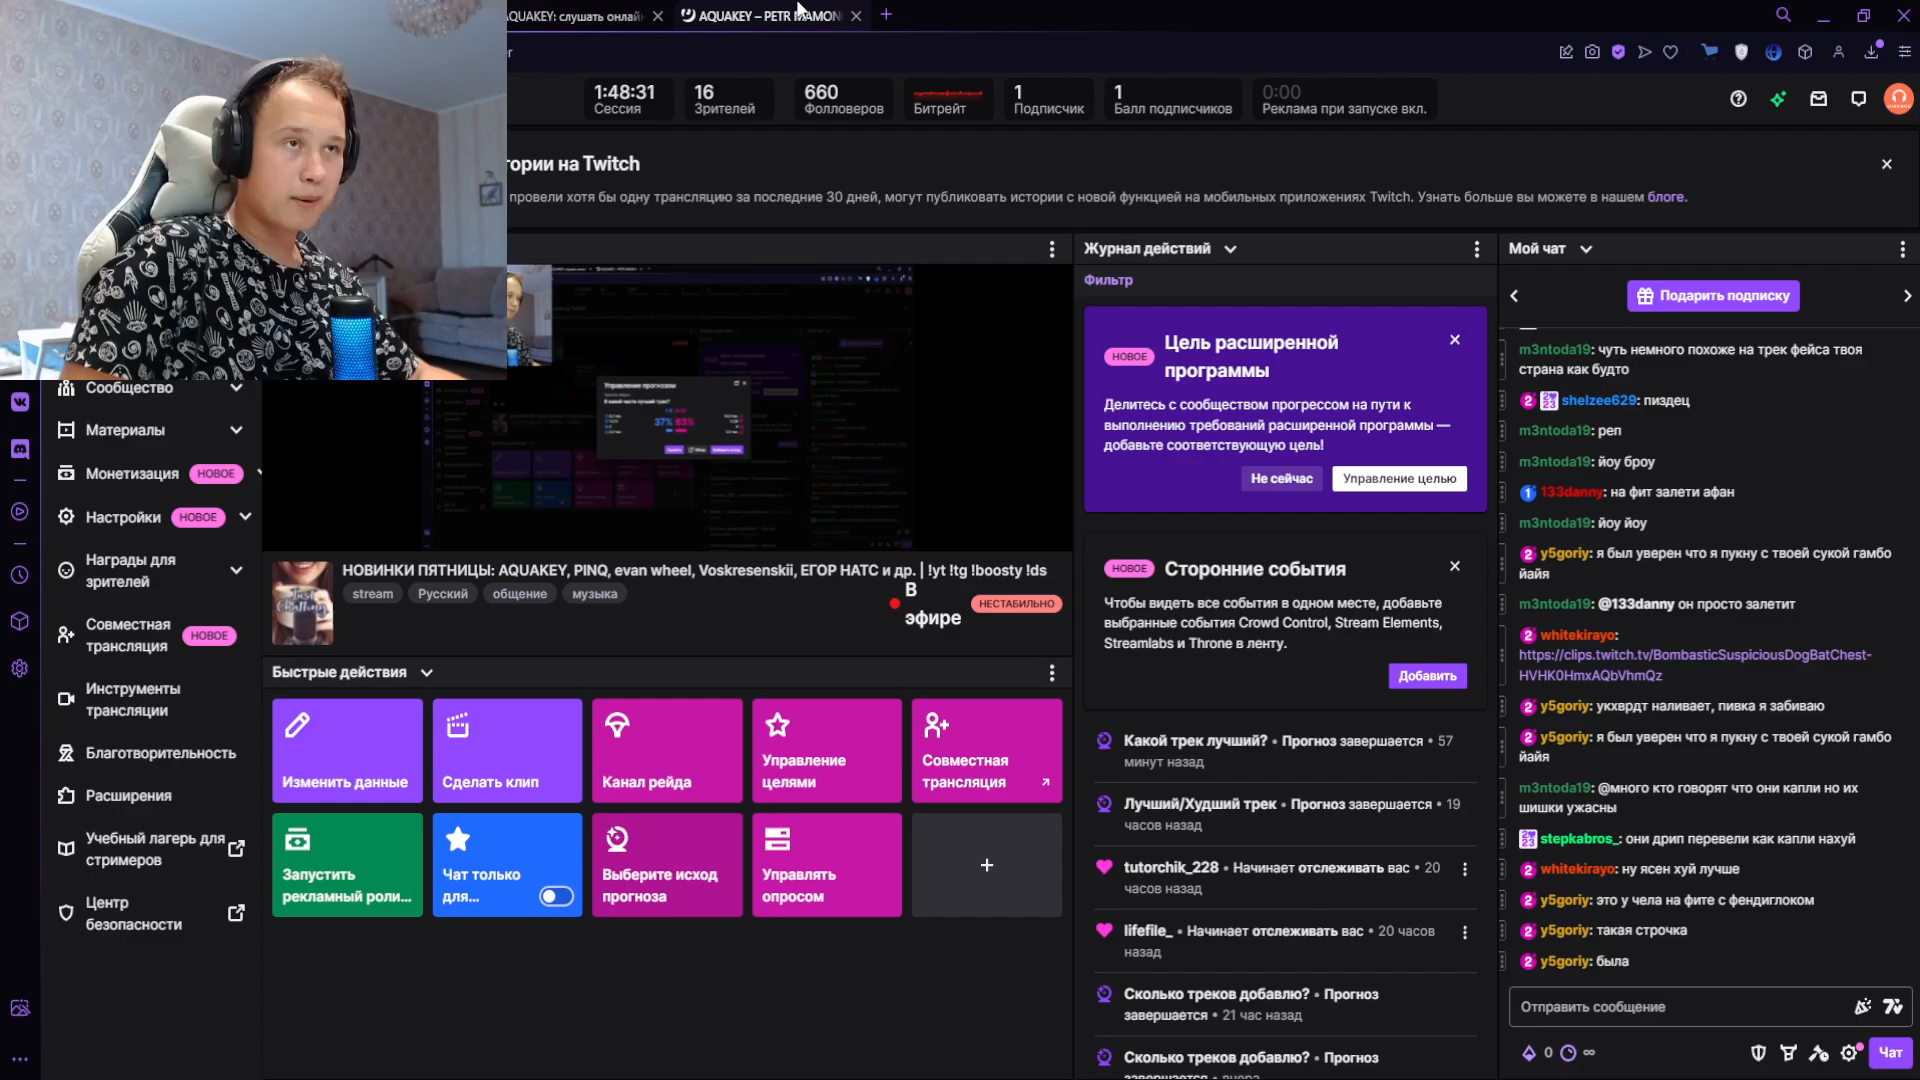 AQUAKEY: слушать онлай
AQUAKEY – PETR MAMON
er
1:48:31
Сессия
16
Зрителей
660
Фолловеров
Битрейт
1
Подписчик
1
Балл подписчиков
0:00
Реклама при запуске вкл.
тории на Twitch
провели хотя бы одну трансляцию за последние 30 дней, могут публиковать истории с новой функцией на мобильных приложениях Twitch. Узнать больше вы можете в нашем блоге.
Сообщество
Материалы
Монетизация НОВОЕ
Настройки НОВОЕ
Награды для
зрителей
Совместная
трансляция НОВОЕ
Инструменты
трансляции
Благотворительность
Расширения
Учебный лагерь для
стримеров
Центр
безопасности
Управление прогнозом
37% 63%
НОВИНКИ ПЯТНИЦЫ: AQUAKEY, PINQ, evan wheel, Voskresenskii, ЕГОР НАТС и др. | !yt !tg !boosty !ds
stream Русский общение музыка
В
эфире
НЕСТАБИЛЬНО
Быстрые действия
Изменить данные
Сделать клип
Канал рейда
Управление
целями
Совместная
трансляция
Запустить
рекламный роли...
Чат только
для...
Выберите исход
прогноза
Управлять
опросом
Журнал действий
Фильтр
НОВОЕ
Цель расширенной
программы
Делитесь с сообществом прогрессом на пути к
выполнению требований расширенной программы —
добавьте соответствующую цель!
Не сейчас
Управление целью
НОВОЕ
Сторонние события
Чтобы видеть все события в одном месте, добавьте
выбранные события Crowd Control, Stream Elements,
Streamlabs и Throne в ленту.
Добавить
Какой трек лучший? • Прогноз завершается • 57
минут назад
Лучший/Худший трек • Прогноз завершается • 19
часов назад
tutorchik_228 • Начинает отслеживать вас • 20
часов назад
lifefile_ • Начинает отслеживать вас • 20 часов
назад
Сколько треков добавлю? • Прогноз
завершается • 21 час назад
Сколько треков добавлю? • Прогноз
завершается • вчера
Мой чат
Подарить подписку
m3ntoda19: чуть немного похоже на трек фейса твоя
страна как будто
shelzee629: пиздец
m3ntoda19: реп
m3ntoda19: йоу броу
133danny: на фит залети афан
m3ntoda19: йоу йоу
y5goriy: я был уверен что я пукну с твоей сукой гамбо
йайя
m3ntoda19: @133danny он просто залетит
whitekirayo:
https://clips.twitch.tv/BombasticSuspiciousDogBatChest-
HVHK0HmxAQbVhmQz
y5goriy: укхврдт наливает, пивка я забиваю
y5goriy: я был уверен что я пукну с твоей сукой гамбо
йайя
m3ntoda19: @много кто говорят что они капли но их
шишки ужасны
stepkabros_: они дрип перевели как капли нахуй
whitekirayo: ну ясен хуй лучше
y5goriy: это у чела на фите с фендиглоком
y5goriy: такая строчка
y5goriy: была
Отправить сообщение
0
∞
Чат